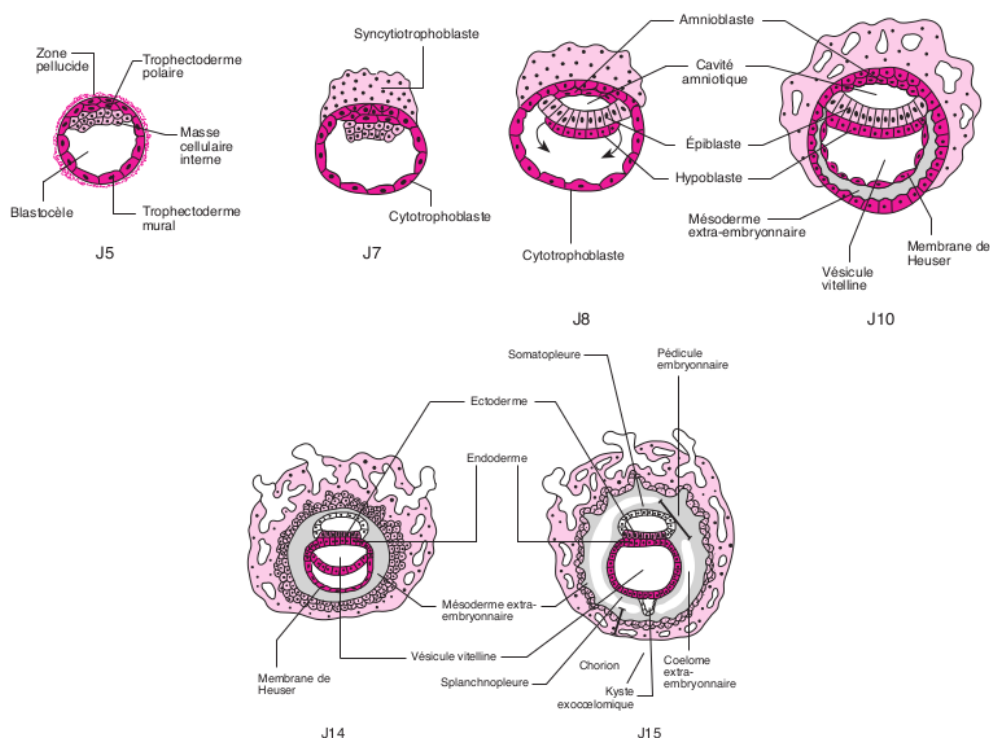 Zone
pellucide
Trophectoderme
polaire
Masse
cellulaire
interne
Blastocèle
Trophectoderme
mural
J5
Syncytiotrophoblaste
Cytotrophoblaste
J7
Amnioblaste
Cavité
amniotique
Épiblaste
Hypoblaste
Mésoderme
extra-embryonnaire
Cytotrophoblaste
Membrane de
Heuser
Vésicule
vitelline
J8
J10
Somatopleure
Pédicule
embryonnaire
Ectoderme
Endoderme
Mésoderme extra-
embryonnaire
Vésicule vitelline
Membrane de
Heuser
Splanchnopleure
Chorion
Coelome
extra-
embryonnaire
Kyste
exocœlomique
J14
J15